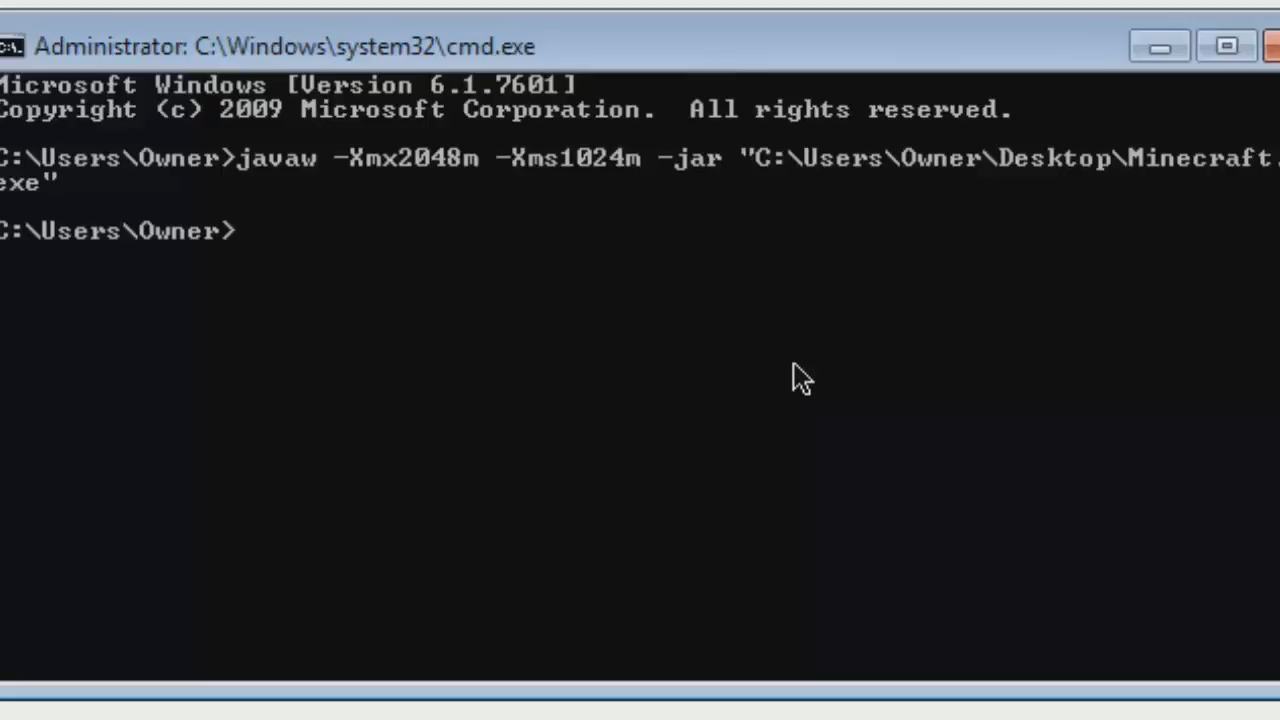 Administrator: C:\Windows\system32\cmd.exe
Microsoft Windows [Version 6.1.7601]
Copyright (c) 2009 Microsoft Corporation.  All rights reserved.
C:\Users\Owner>javaw -Xmx2048m -Xms1024m -jar "C:\Users\Owner\Desktop\Minecraft.
exe"
C:\Users\Owner>